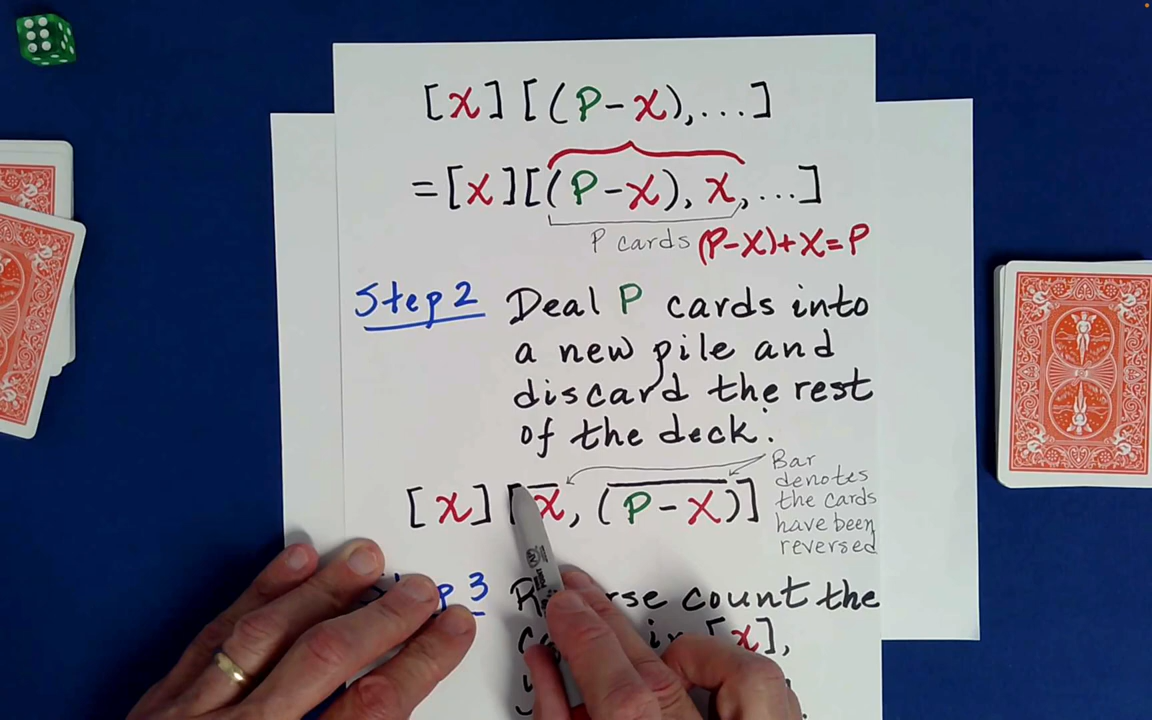 [x][(P-x),...]
=[x][(P-x), x,...]
P cards (P-x)+x=P
Step 2 Deal P cards into
a new pile and
discard the rest
of the deck.
[x][x̅, (P-x)̅]
Bar
denotes
the cards
have been
reversed
3 count the
[x],